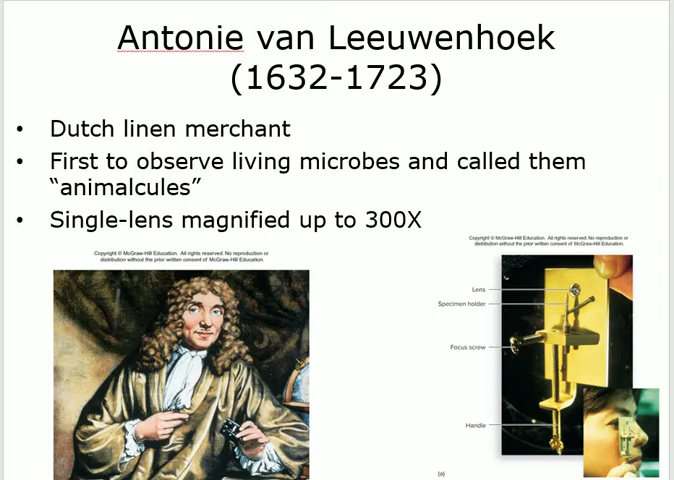 Antonie van Leeuwenhoek
(1632-1723)
• Dutch linen merchant
• First to observe living microbes and called them
“animalcules”
• Single-lens magnified up to 300X
Copyright © McGraw-Hill Education. All rights reserved. No reproduction or
distribution without the prior written consent of McGraw-Hill Education.
Copyright © McGraw-Hill Education. All rights reserved. No reproduction or
distribution without the prior written consent of McGraw-Hill Education.
Lens
Specimen holder
Focus screw
Handle
(a)